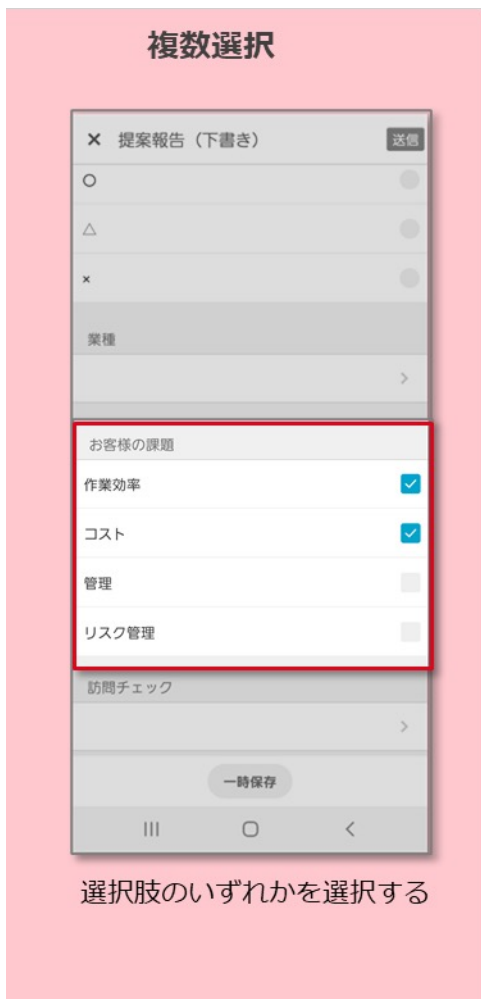 複数選択
× 提案報告（下書き） 送信
○
△
×
業種
お客様の課題
作業効率
コスト
管理
リスク管理
訪問チェック
一時保存
選択肢のいずれかを選択する